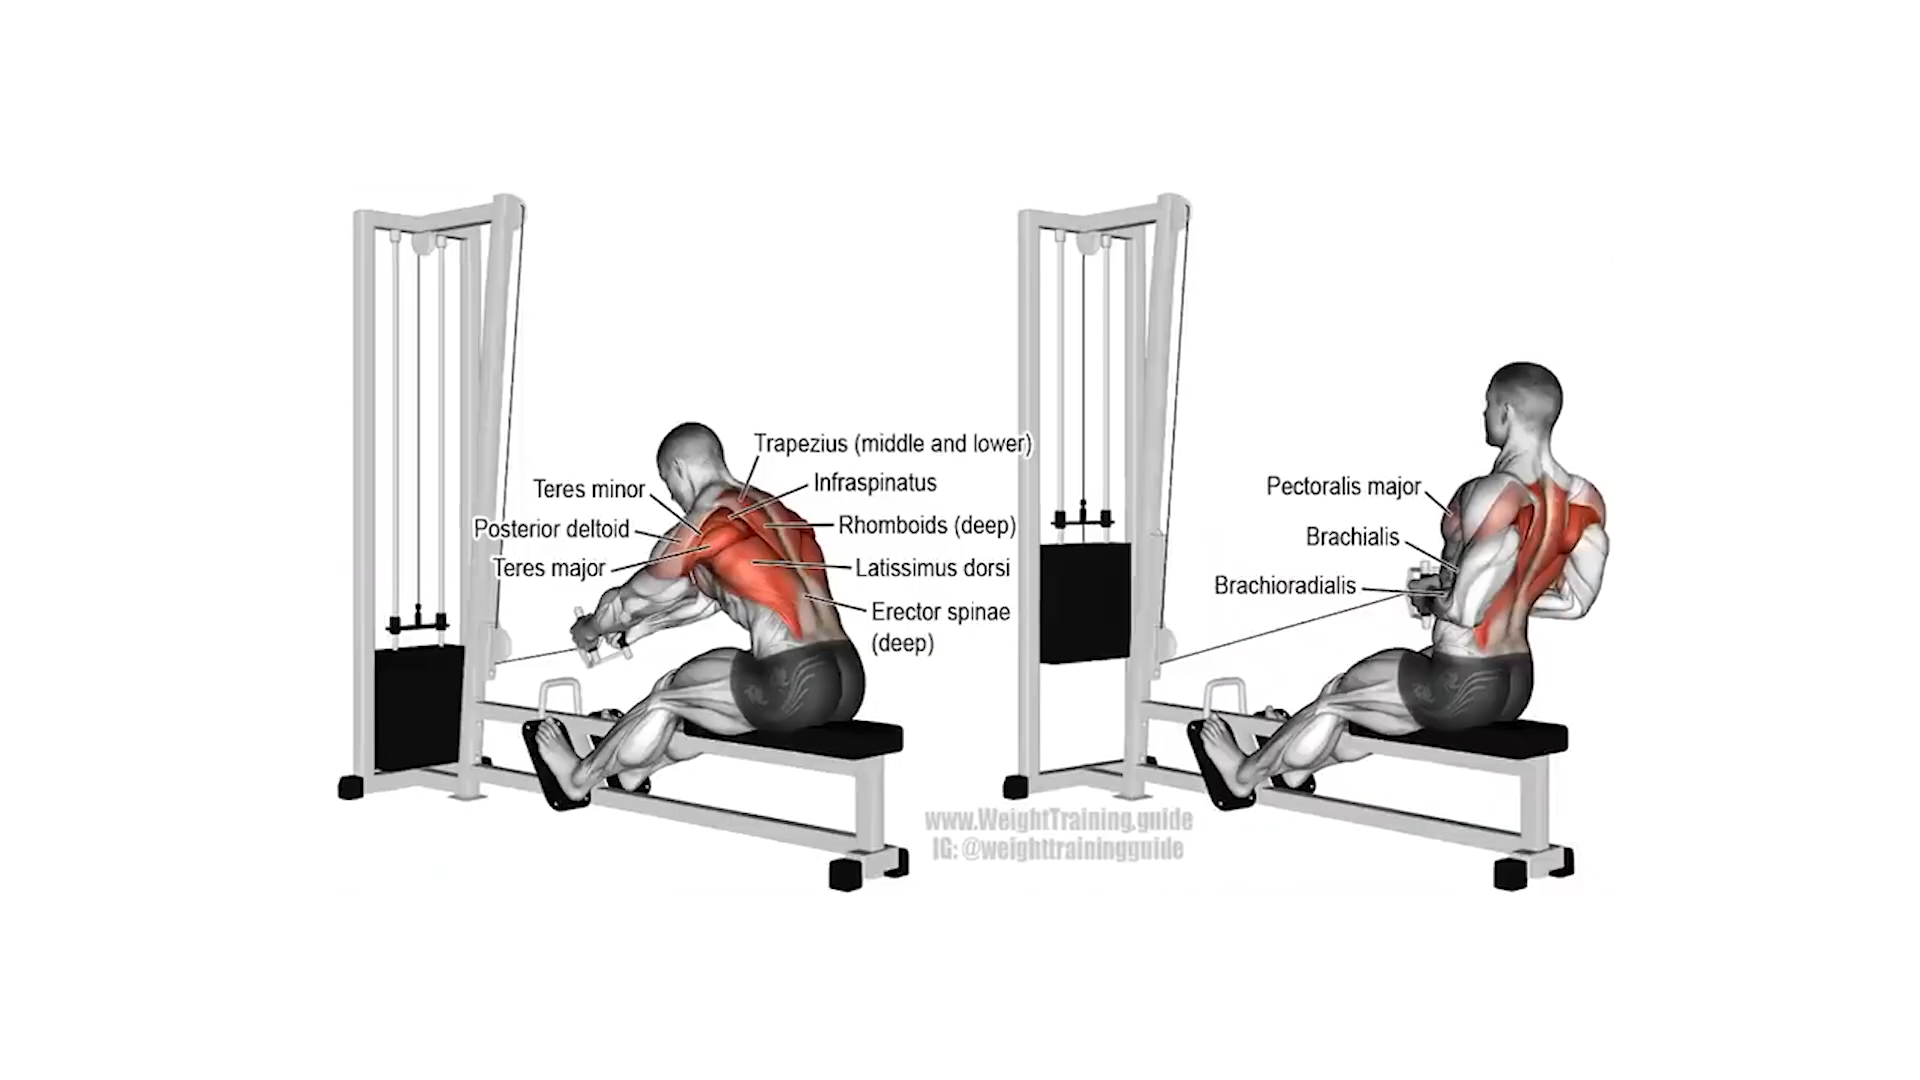 Trapezius (middle and lower)
Infraspinatus
Teres minor
Posterior deltoid
Rhomboids (deep)
Teres major
Latissimus dorsi
Erector spinae
(deep)
Pectoralis major
Brachialis
Brachioradialis
www.WeightTraining.guide
IG: @weighttrainingguide